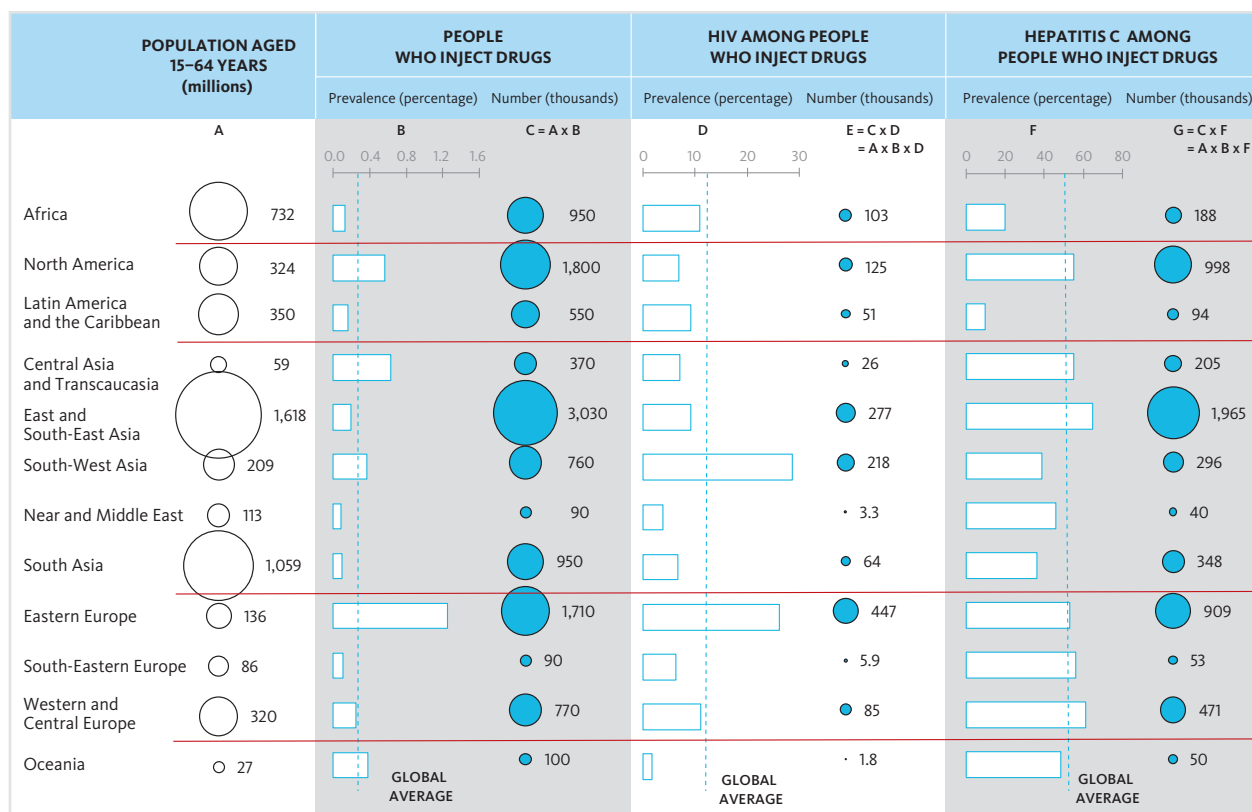 POPULATION AGED
15–64 YEARS
(millions)
PEOPLE
WHO INJECT DRUGS
HIV AMONG PEOPLE
WHO INJECT DRUGS
HEPATITIS C AMONG
PEOPLE WHO INJECT DRUGS
Prevalence (percentage) Number (thousands) Prevalence (percentage) Number (thousands) Prevalence (percentage) Number (thousands)
A B C = A x B D E = C x D F G = C x F
= A x B x D = A x B x F
0.0 0.4 0.8 1.2 1.6 0 10 20 30 0 20 40 60 80
Africa 732 950 103 188
North America 324 1,800 125 998
Latin America
and the Caribbean 350 550 51 94
Central Asia
and Transcaucasia 59 370 26 205
East and
South-East Asia 1,618 3,030 277 1,965
South-West Asia 209 760 218 296
Near and Middle East 113 90 3.3 40
South Asia 1,059 950 64 348
Eastern Europe 136 1,710 447 909
South-Eastern Europe 86 90 5.9 53
Western and
Central Europe 320 770 85 471
Oceania 27 100 1.8 50
GLOBAL
AVERAGE
GLOBAL
AVERAGE
GLOBAL
AVERAGE